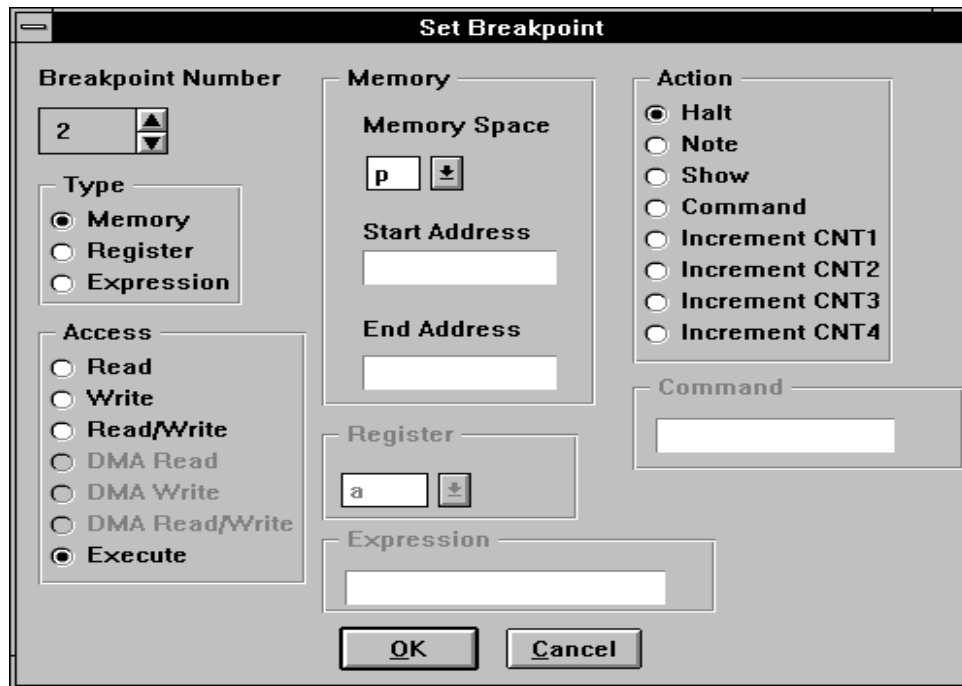 Set Breakpoint
Breakpoint Number
2
Type
Memory
Register
Expression
Access
Read
Write
Read/Write
DMA Read
DMA Write
DMA Read/Write
Execute
Memory
Memory Space
p
Start Address
End Address
Register
a
Expression
Action
Halt
Note
Show
Command
Increment CNT1
Increment CNT2
Increment CNT3
Increment CNT4
Command
OK
Cancel